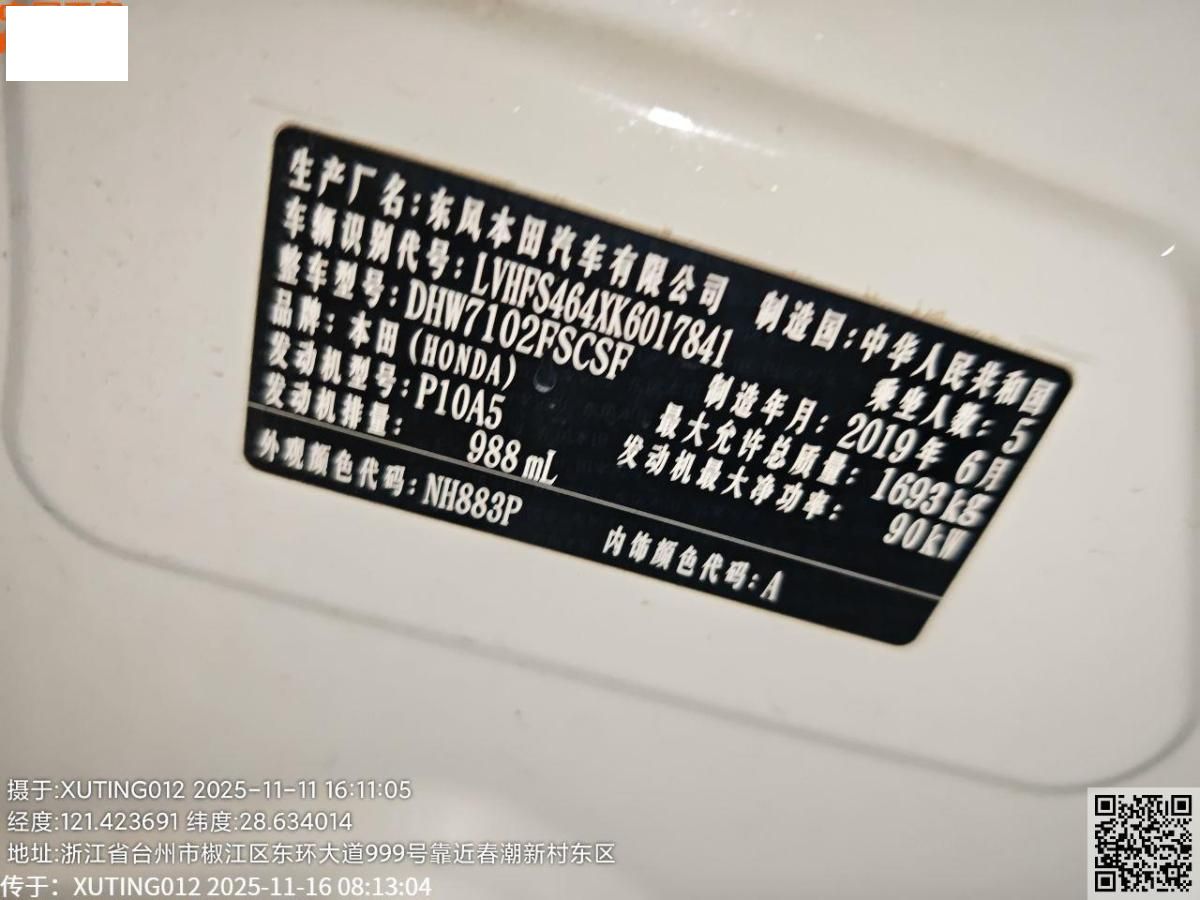 生产厂名:东风本田汽车有限公司 制造国:中华人民共和国
车辆识别代号:LVHFS464XK6017841 乘坐人数:5
整车型号:DHW7102FSCSF 制造年月:2019年 6月
品牌:本田(HONDA) 最大允许总质量:1693kg
发动机型号:P10A5 发动机最大净功率:90kW
发动机排量:988mL
外观颜色代码:NH883P 内饰颜色代码:A
摄于:XUTING012 2025-11-11 16:11:05
经度:121.423691 纬度:28.634014
地址:浙江省台州市椒江区东环大道999号靠近春潮新村东区
传于: XUTING012 2025-11-16 08:13:04